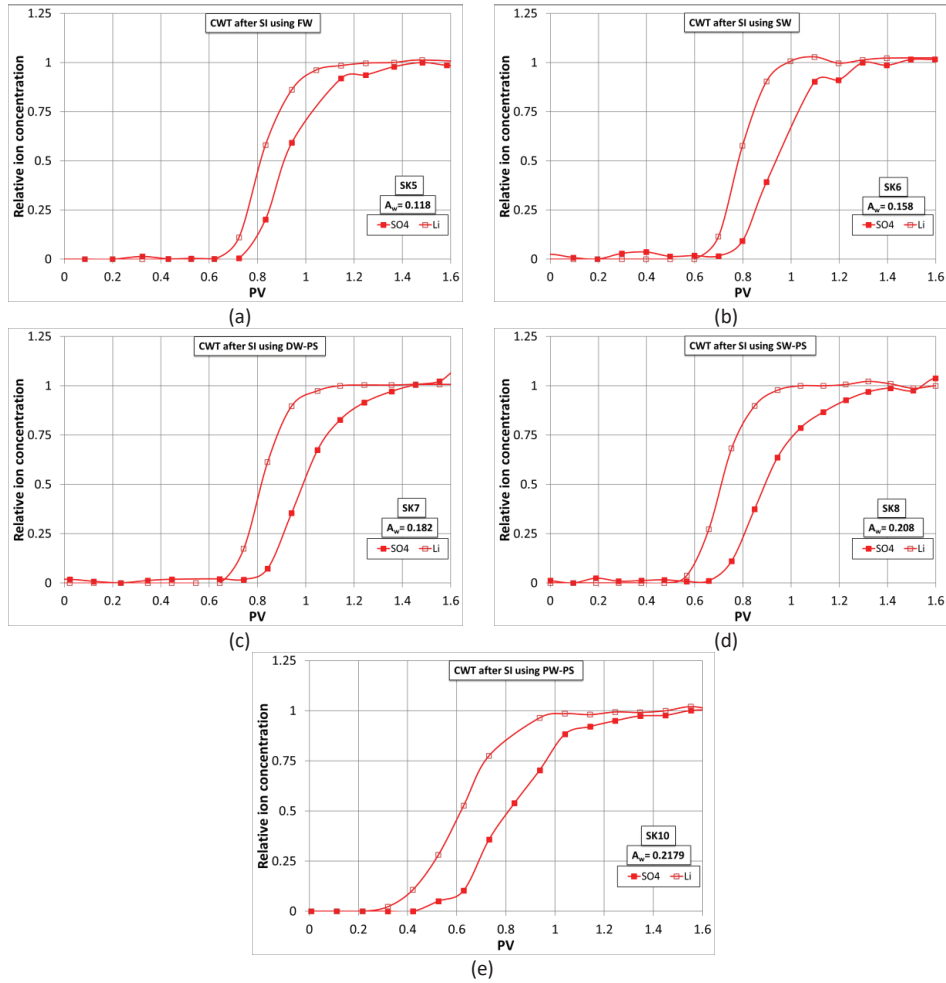 CWT after SI using FW
Relative ion concentration
1.25
1
0.75
0.5
0.25
0
SK5
Aw= 0.118
SO4 Li
0 0.2 0.4 0.6 0.8 1 1.2 1.4 1.6
PV
(a)
CWT after SI using SW
Relative ion concentration
1.25
1
0.75
0.5
0.25
0
SK6
Aw= 0.158
SO4 Li
0 0.2 0.4 0.6 0.8 1 1.2 1.4 1.6
PV
(b)
CWT after SI using DW-PS
Relative ion concentration
1.25
1
0.75
0.5
0.25
0
SK7
Aw= 0.182
SO4 Li
0 0.2 0.4 0.6 0.8 1 1.2 1.4 1.6
PV
(c)
CWT after SI using SW-PS
Relative ion concentration
1.25
1
0.75
0.5
0.25
0
SK8
Aw= 0.208
SO4 Li
0 0.2 0.4 0.6 0.8 1 1.2 1.4 1.6
PV
(d)
CWT after SI using PW-PS
Relative ion concentration
1.25
1
0.75
0.5
0.25
0
SK10
Aw= 0.2179
SO4 Li
0 0.2 0.4 0.6 0.8 1 1.2 1.4 1.6
PV
(e)